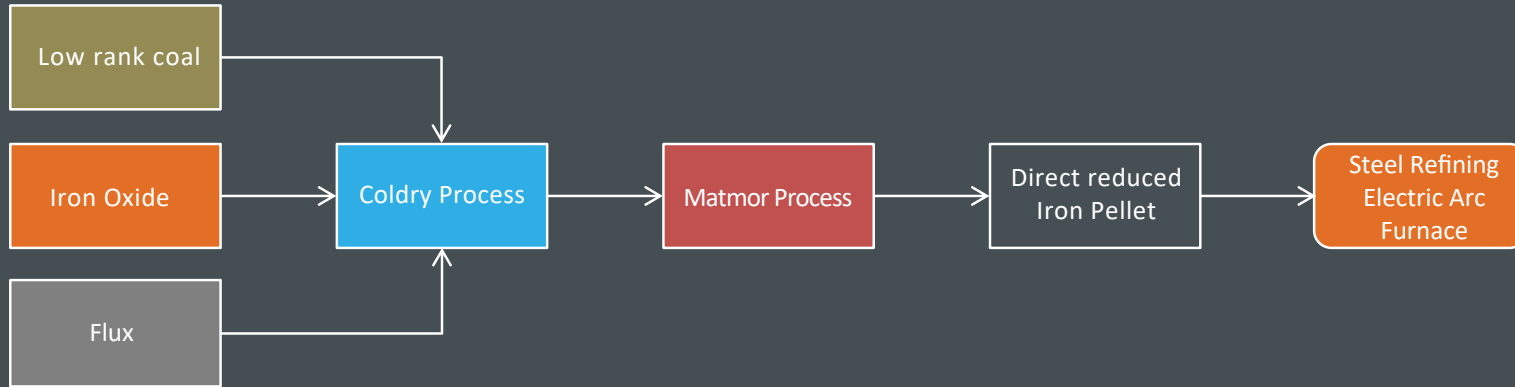 Low rank coal
Iron Oxide
Flux
Coldry Process
Matmor Process
Direct reduced
Iron Pellet
Steel Refining
Electric Arc
Furnace